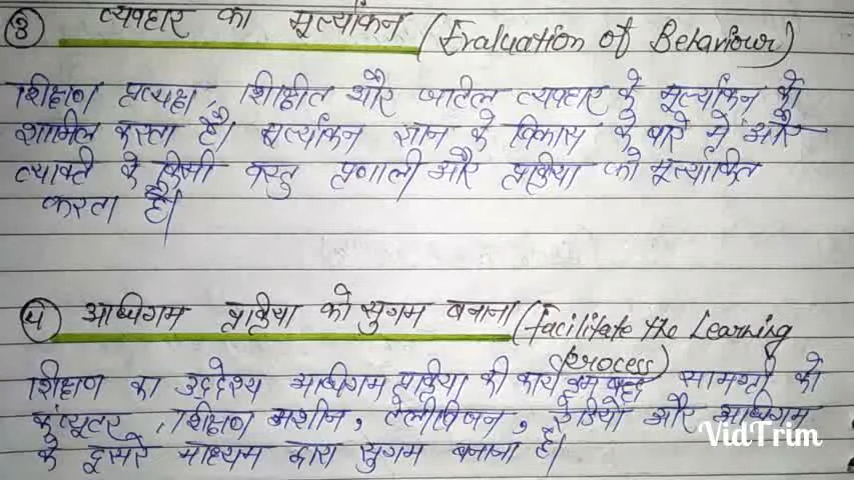 ③ व्यवहार का मूल्यांकन (Evaluation of Behaviour)
शिक्षण प्रत्यक्ष, शिक्षित और जटिल व्यवहार के मूल्यांकन को
शामिल करता है। मूल्यांकन ज्ञान के विकास के बारे में और
व्यक्ति के किसी वस्तु प्रणाली और प्रक्रिया को मूल्यांकित
करता है।
④ अधिगम प्रक्रिया को सुगम बनाना (Facilitate the Learning
process)
शिक्षण का उद्देश्य अधिगम प्रक्रिया की सामग्री को
कंप्यूटर, शिक्षण मशीन, टेलीविजन, रेडियो और अधिगम
के दूसरे माध्यम द्वारा सुगम बनाना है।
VidTrim